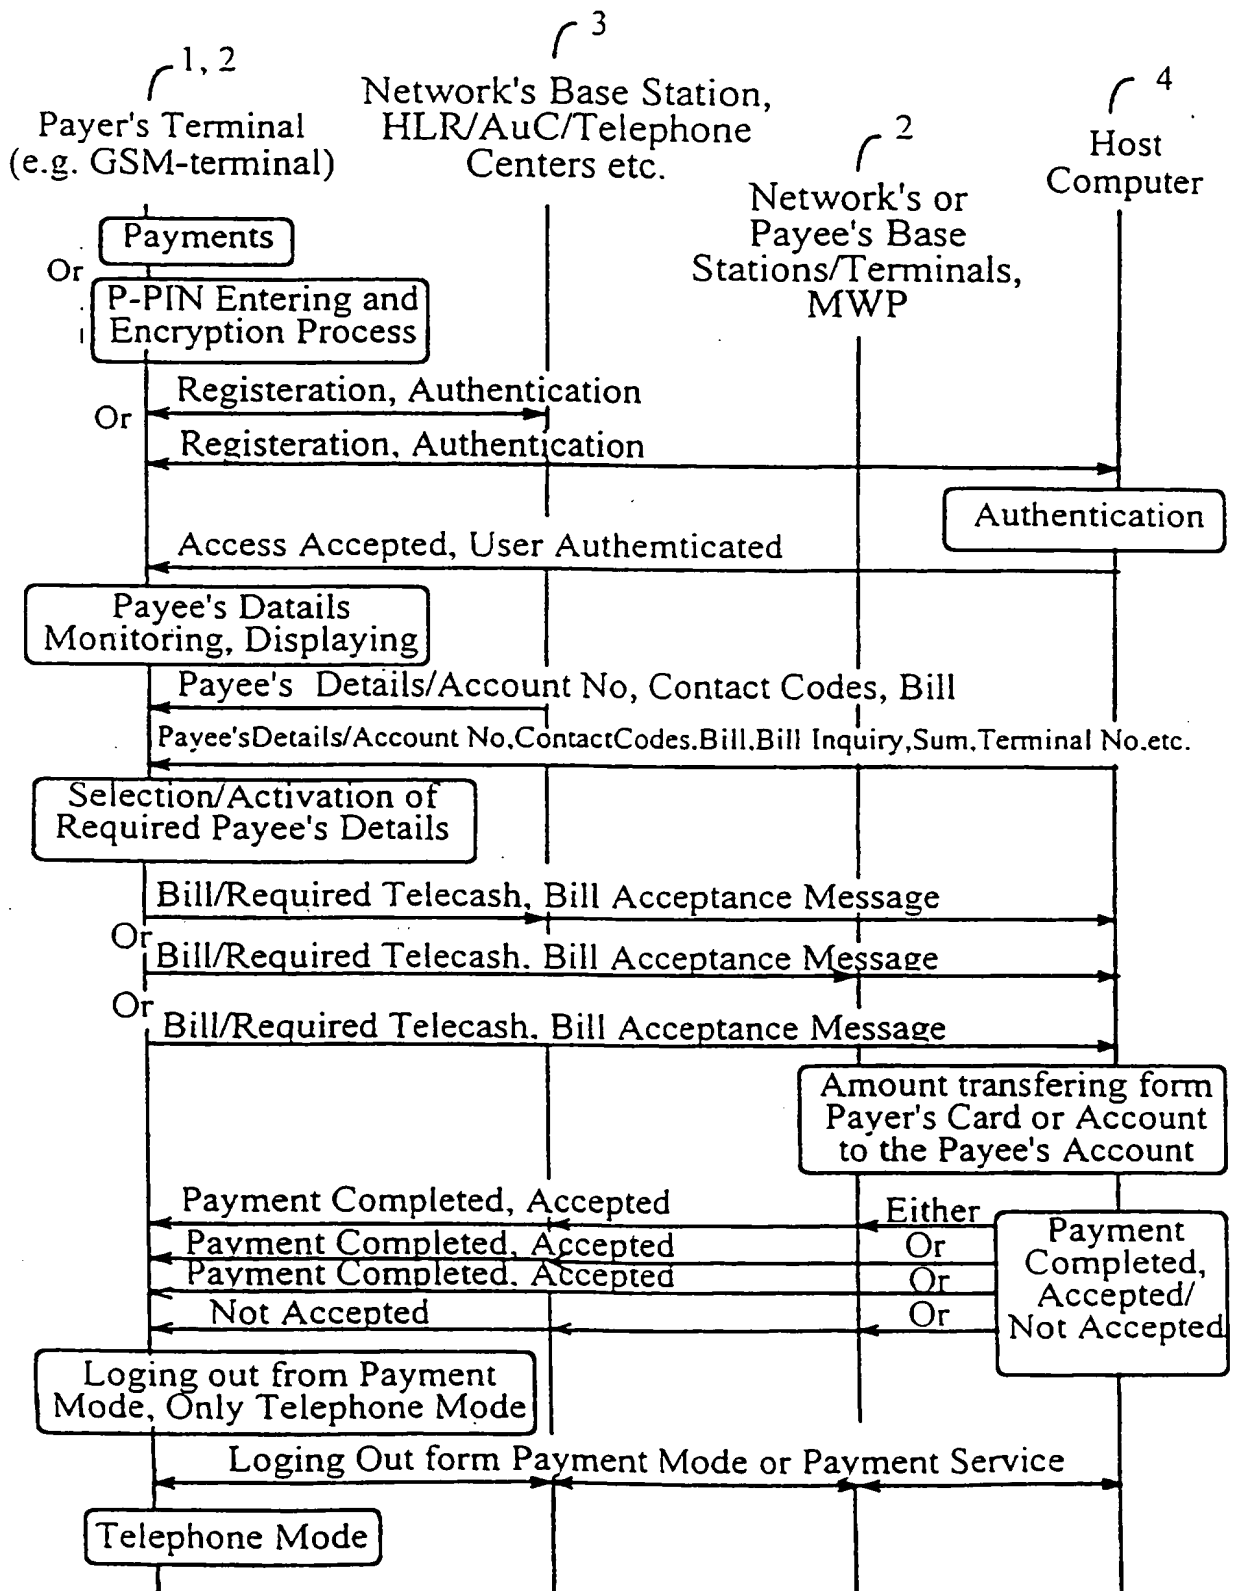 1, 2
3
4
2
Payer's Terminal
(e.g. GSM-terminal)
Network's Base Station,
HLR/AuC/Telephone
Centers etc.
Network's or
Payee's Base
Stations/Terminals,
MWP
Host
Computer
Payments
Or
P-PIN Entering and
Encryption Process
Registeration, Authentication
Or
Registeration, Authentication
Authentication
Access Accepted, User Authemticated
Payee's Datails
Monitoring, Displaying
Payee's Details/Account No, Contact Codes, Bill
Payee'sDetails/Account No,ContactCodes.Bill.Bill Inquiry,Sum,Terminal No.etc.
Selection/Activation of
Required Payee's Details
Bill/Required Telecash, Bill Acceptance Message
Or
Bill/Required Telecash. Bill Acceptance Message
Or
Bill/Required Telecash. Bill Acceptance Message
Amount transfering form
Payer's Card or Account
to the Payee's Account
Payment Completed, Accepted
Either
Payment Completed, Accepted
Or
Payment Completed. Accepted
Or
Not Accepted
Or
Payment
Completed,
Accepted/
Not Accepted
Loging out from Payment
Mode, Only Telephone Mode
Loging Out form Payment Mode or Payment Service
Telephone Mode